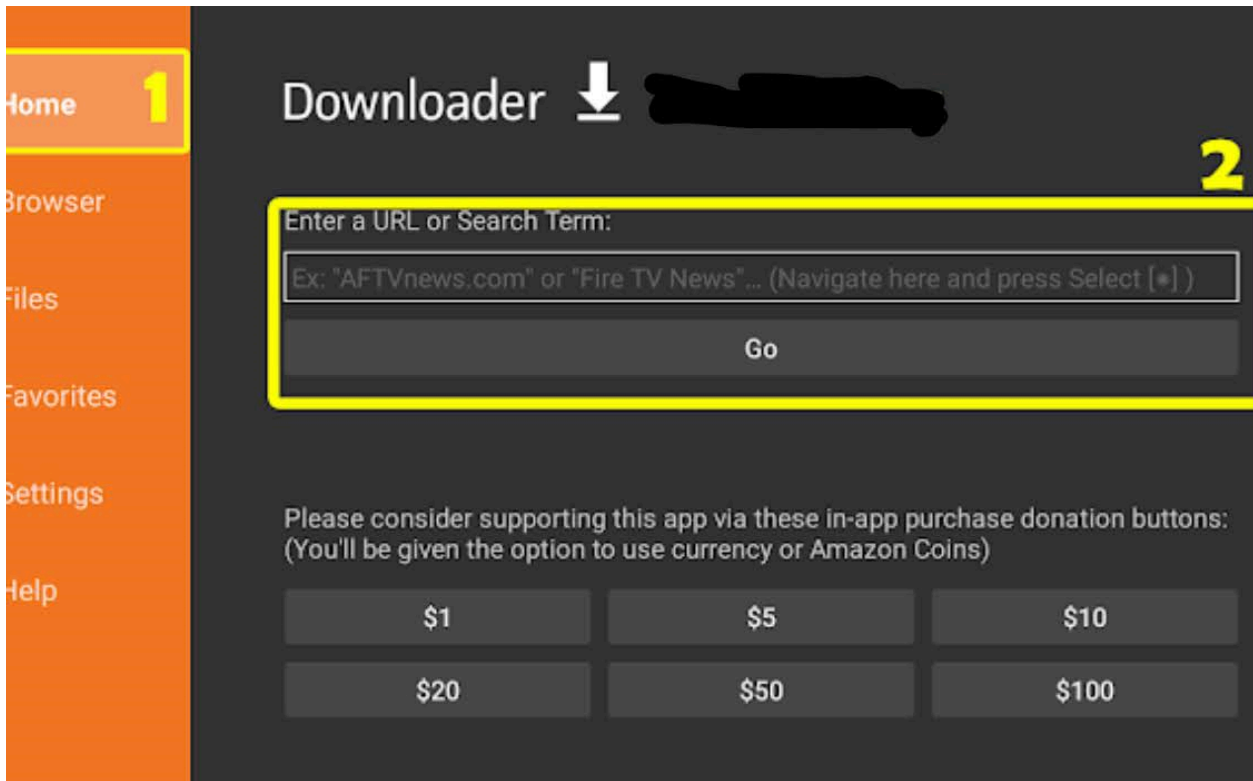 Home 1
Browser
Files
Favorites
Settings
Help
Downloader
2
Enter a URL or Search Term:
Ex: "AFTVnews.com" or "Fire TV News"... (Navigate here and press Select [●] )
Go
Please consider supporting this app via these in-app purchase donation buttons:
(You'll be given the option to use currency or Amazon Coins)
$1 $5 $10
$20 $50 $100